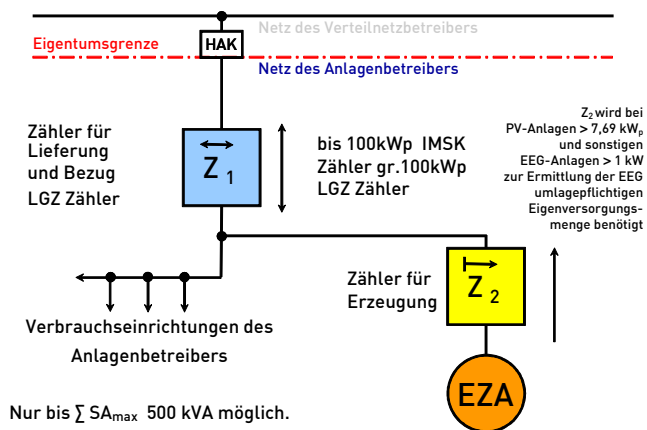 Netz des Verteilnetzbetreibers
Eigentumsgrenze
HAK
Netz des Anlagenbetreibers
Zähler für
Lieferung
und Bezug
LGZ Zähler
Z 1
bis 100kWp IMSK
Zähler gr.100kWp
LGZ Zähler
Z2 wird bei
PV-Anlagen > 7,69 kWp
und sonstigen
EEG-Anlagen > 1 kW
zur Ermittlung der EEG
umlagepflichtigen
Eigenversorgungs-
menge benötigt
Zähler für
Erzeugung
Z 2
Verbrauchseinrichtungen des
Anlagenbetreibers
EZA
Nur bis ∑ SAmax 500 kVA möglich.